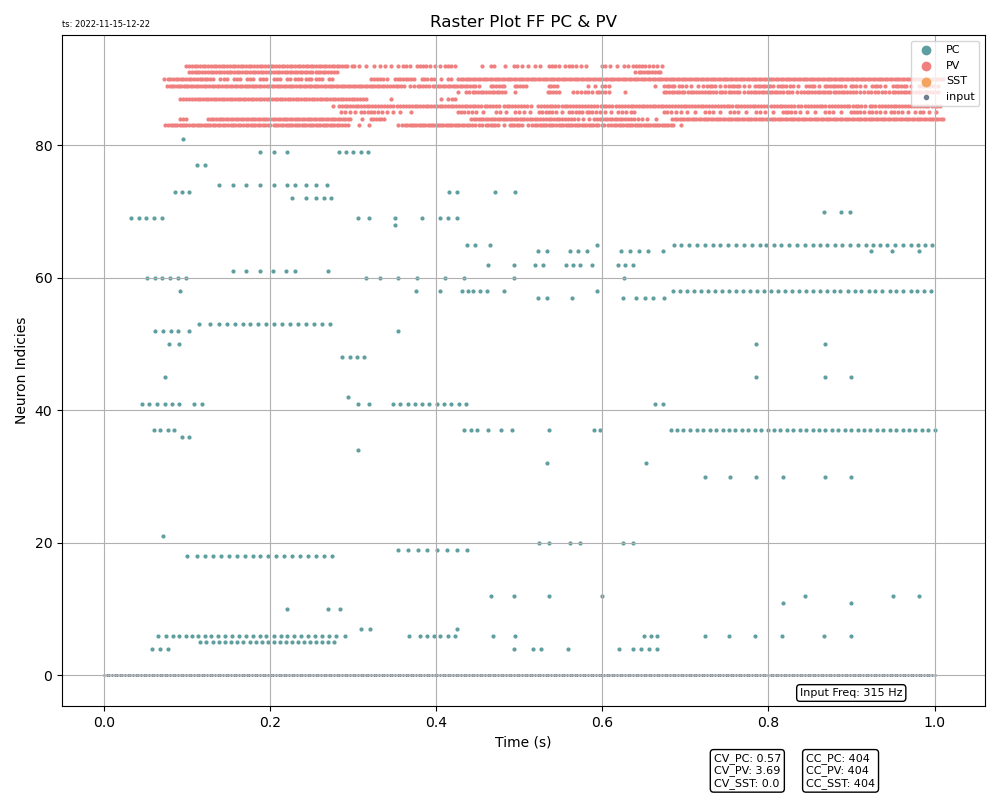 ts: 2022-11-15-12-22
Raster Plot FF PC & PV
PC
PV
SST
input
80
60
40
20
0
Neuron Indicies
Input Freq: 315 Hz
0.0 0.2 0.4 0.6 0.8 1.0
Time (s)
CV_PC: 0.57
CV_PV: 3.69
CV_SST: 0.0
CC_PC: 404
CC_PV: 404
CC_SST: 404